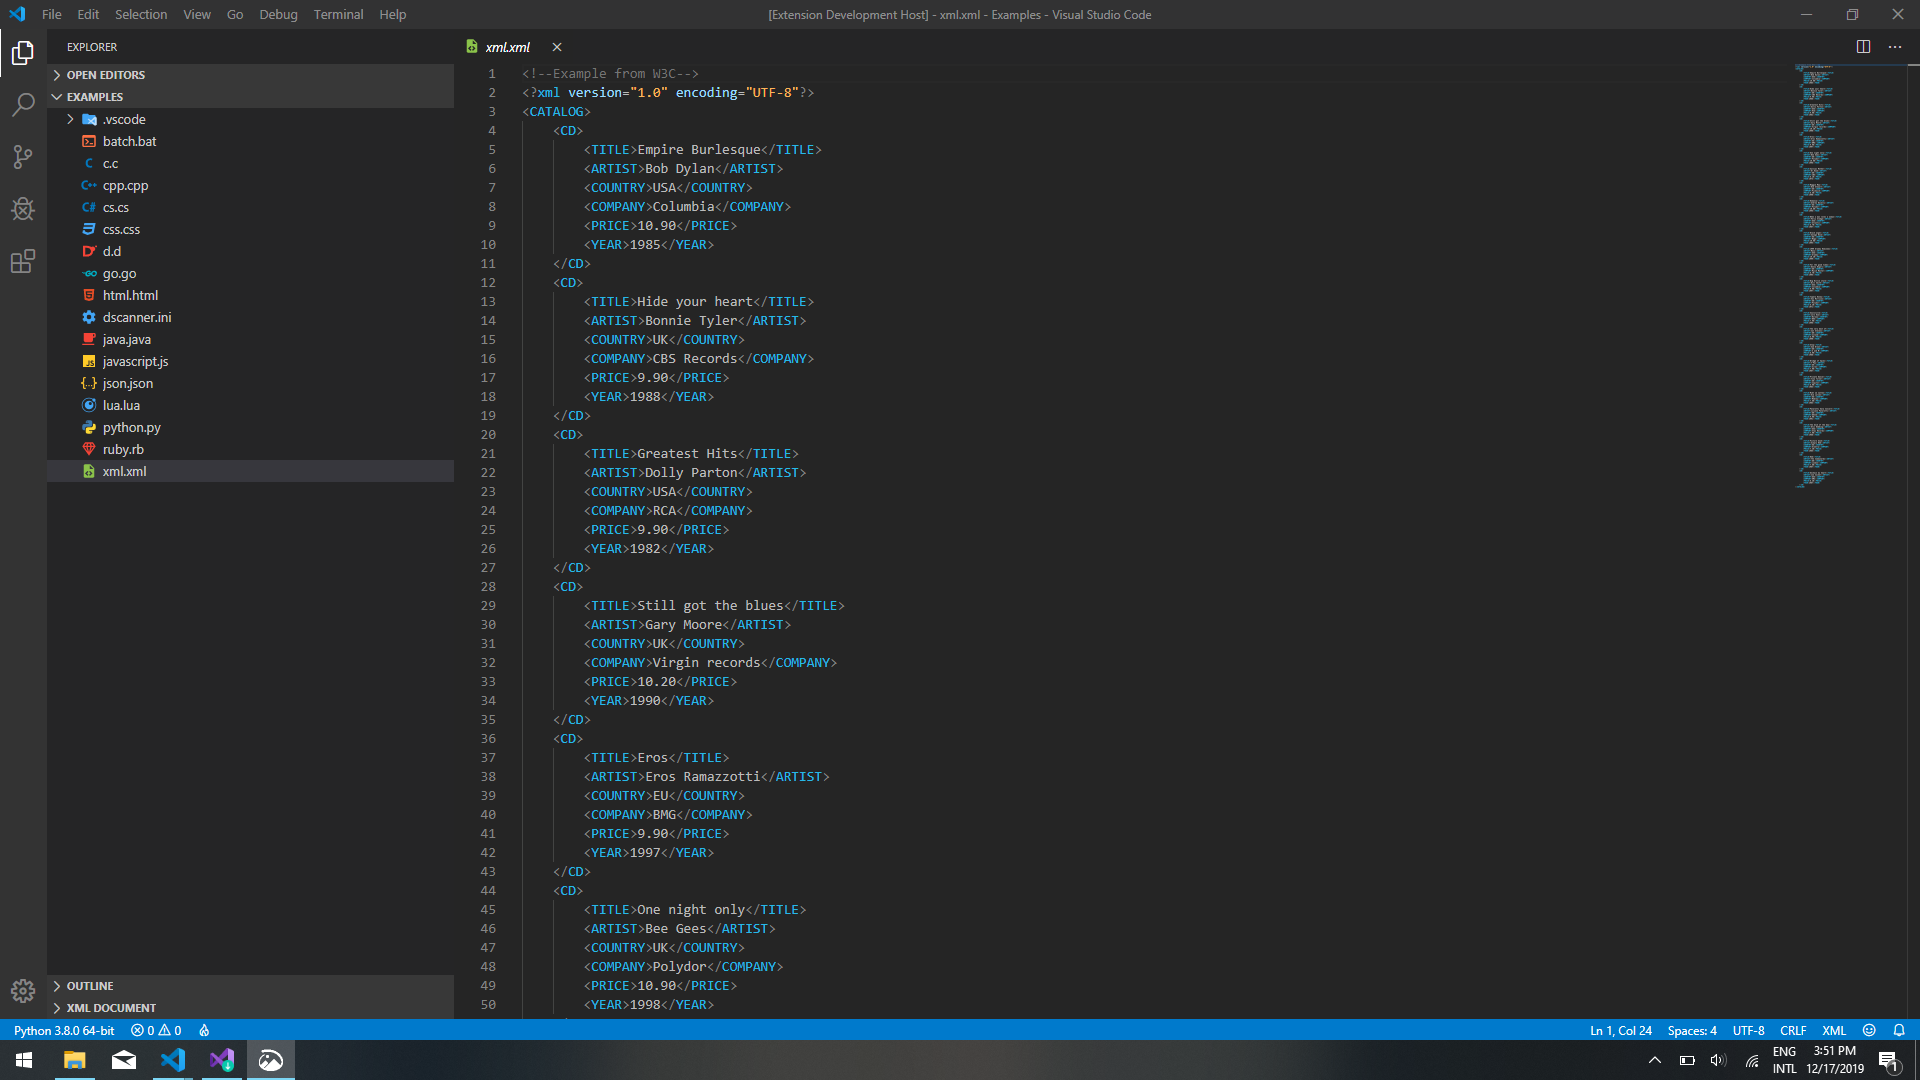 File Edit Selection View Go Debug Terminal Help
[Extension Development Host] - xml.xml - Examples - Visual Studio Code
EXPLORER
OPEN EDITORS
EXAMPLES
.vscode
batch.bat
c.c
cpp.cpp
cs.cs
css.css
d.d
go.go
html.html
dscanner.ini
java.java
javascript.js
json.json
lua.lua
python.py
ruby.rb
xml.xml
OUTLINE
XML DOCUMENT
xml.xml
1 <!--Example from W3C-->
2 <?xml version="1.0" encoding="UTF-8"?>
3 <CATALOG>
4 <CD>
5 <TITLE>Empire Burlesque</TITLE>
6 <ARTIST>Bob Dylan</ARTIST>
7 <COUNTRY>USA</COUNTRY>
8 <COMPANY>Columbia</COMPANY>
9 <PRICE>10.90</PRICE>
10 <YEAR>1985</YEAR>
11 </CD>
12 <CD>
13 <TITLE>Hide your heart</TITLE>
14 <ARTIST>Bonnie Tyler</ARTIST>
15 <COUNTRY>UK</COUNTRY>
16 <COMPANY>CBS Records</COMPANY>
17 <PRICE>9.90</PRICE>
18 <YEAR>1988</YEAR>
19 </CD>
20 <CD>
21 <TITLE>Greatest Hits</TITLE>
22 <ARTIST>Dolly Parton</ARTIST>
23 <COUNTRY>USA</COUNTRY>
24 <COMPANY>RCA</COMPANY>
25 <PRICE>9.90</PRICE>
26 <YEAR>1982</YEAR>
27 </CD>
28 <CD>
29 <TITLE>Still got the blues</TITLE>
30 <ARTIST>Gary Moore</ARTIST>
31 <COUNTRY>UK</COUNTRY>
32 <COMPANY>Virgin records</COMPANY>
33 <PRICE>10.20</PRICE>
34 <YEAR>1990</YEAR>
35 </CD>
36 <CD>
37 <TITLE>Eros</TITLE>
38 <ARTIST>Eros Ramazzotti</ARTIST>
39 <COUNTRY>EU</COUNTRY>
40 <COMPANY>BMG</COMPANY>
41 <PRICE>9.90</PRICE>
42 <YEAR>1997</YEAR>
43 </CD>
44 <CD>
45 <TITLE>One night only</TITLE>
46 <ARTIST>Bee Gees</ARTIST>
47 <COUNTRY>UK</COUNTRY>
48 <COMPANY>Polydor</COMPANY>
49 <PRICE>10.90</PRICE>
50 <YEAR>1998</YEAR>
Python 3.8.0 64-bit 0 0
Ln 1, Col 24 Spaces: 4 UTF-8 CRLF XML
ENG 3:51 PM
INTL 12/17/2019
1